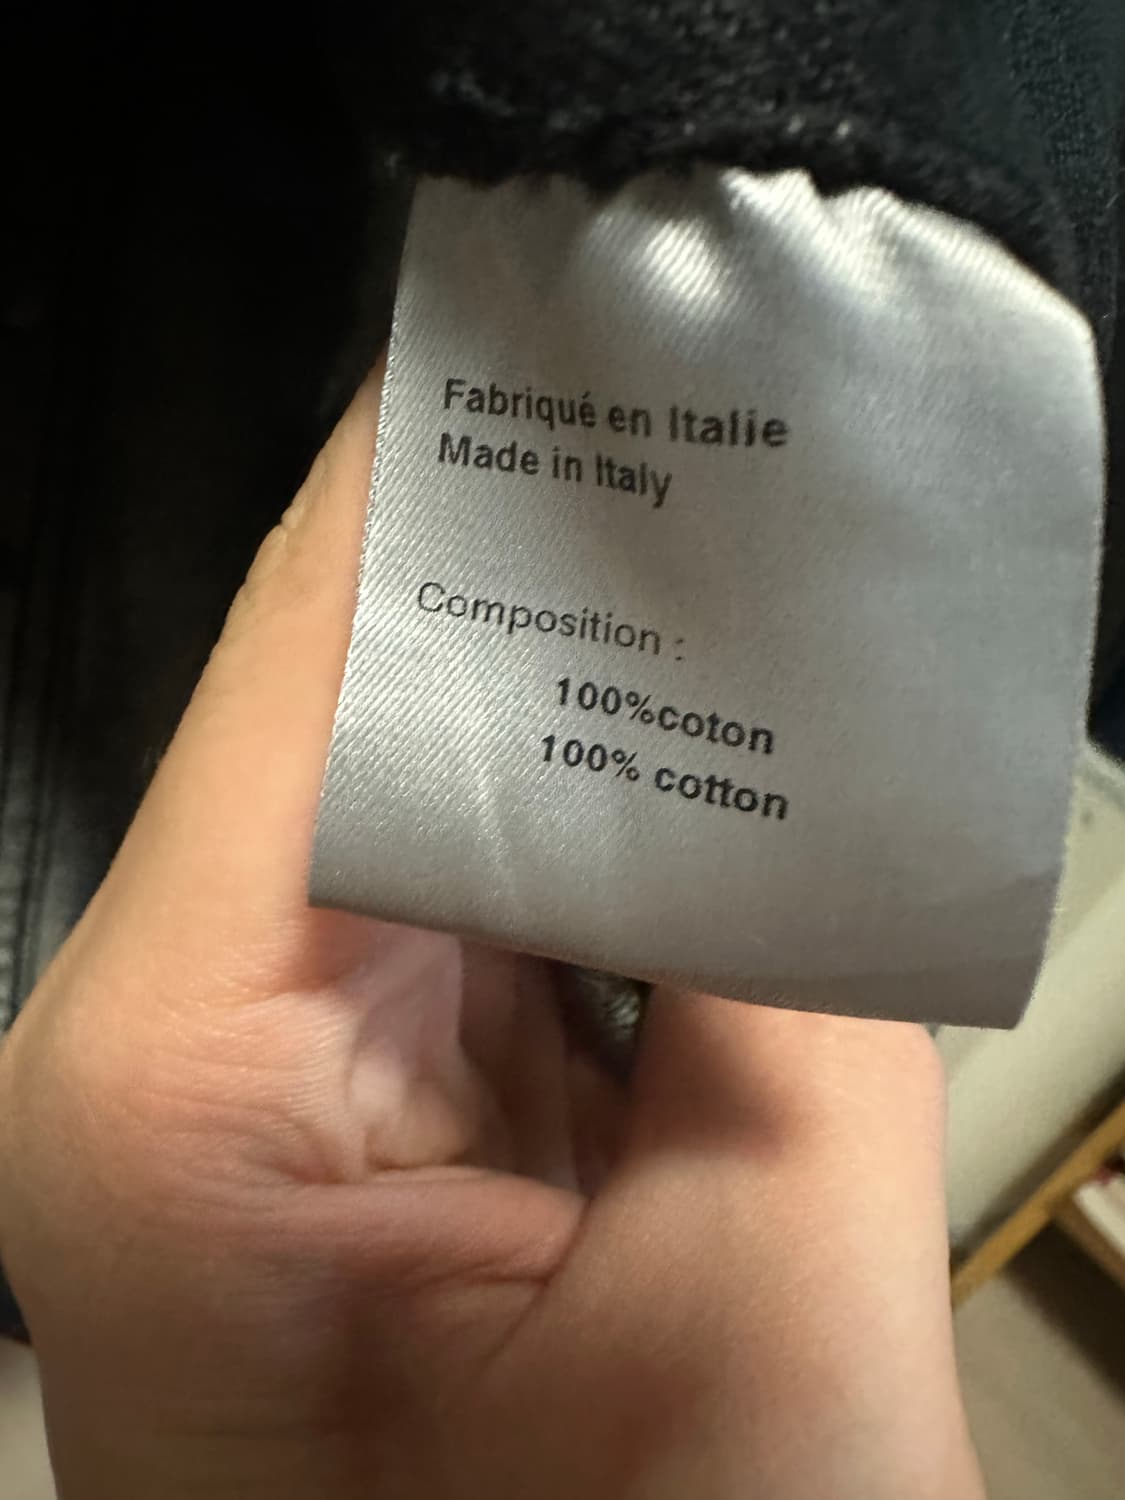 Fabriqué en Italie
Made in Italy
Composition :
100%coton
100% cotton